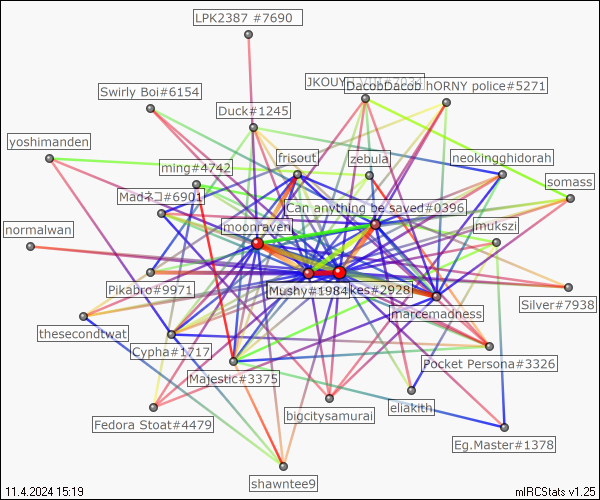 LPK2387 #7690
DacobDacob
hORNY police#5271
Swirly Boi#6154
Duck#1245
yoshimanden
ming#4742
frisout
zebula
neokingghidorah
somass
Madネコ#6901
Can anything be saved#0396
moonraven
mukszi
normalwan
Pikabro#9971
Mushy#1984
kes#2928
Silver#7938
marcemadness
thesecondtwat
Cypha#1717
Pocket Persona#3326
Majestic#3375
Fedora Stoat#4479
bigcitysamurai
eliakith
Eg.Master#1378
shawntee9
11.4.2024 15:19
mIRCStats v1.25